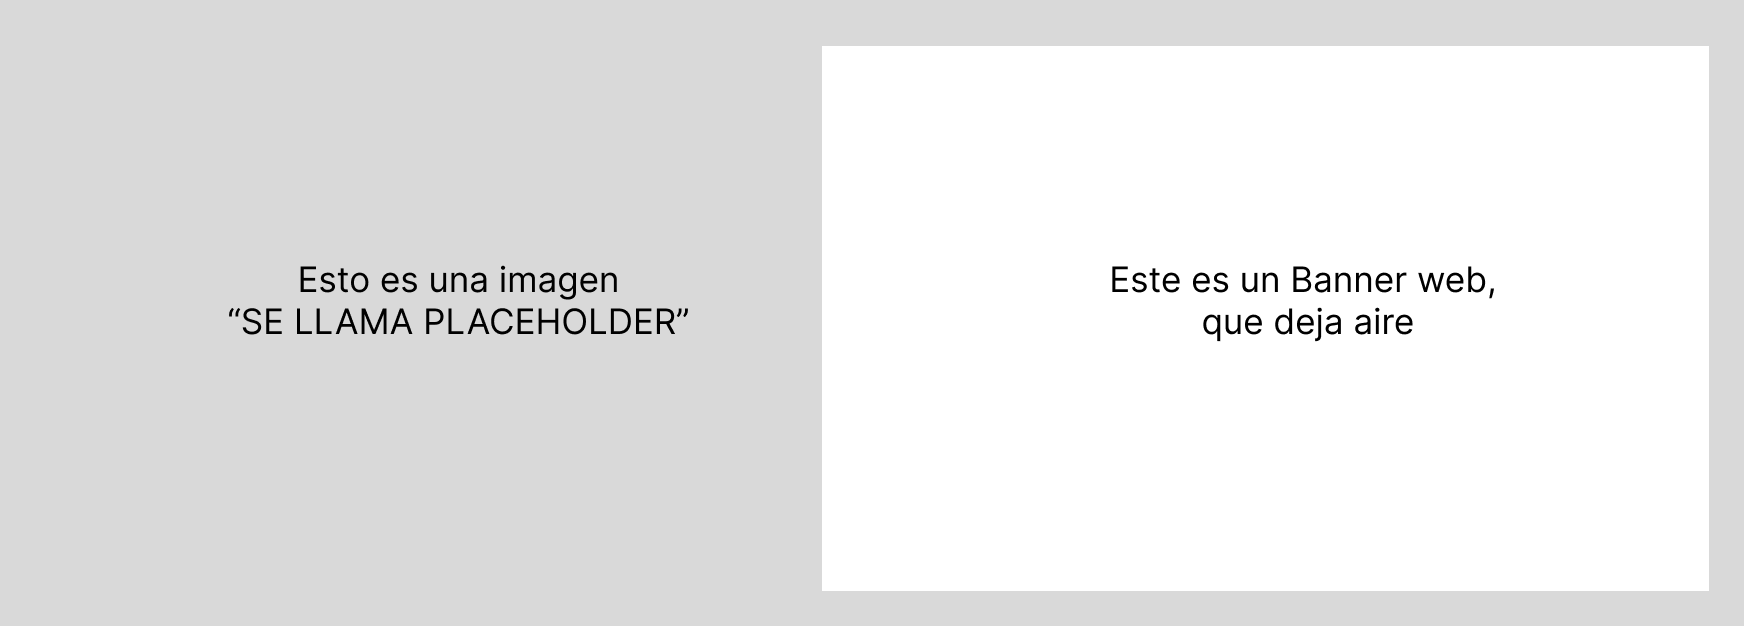 Esto es una imagen
“SE LLAMA PLACEHOLDER”
Este es un Banner web,
que deja aire